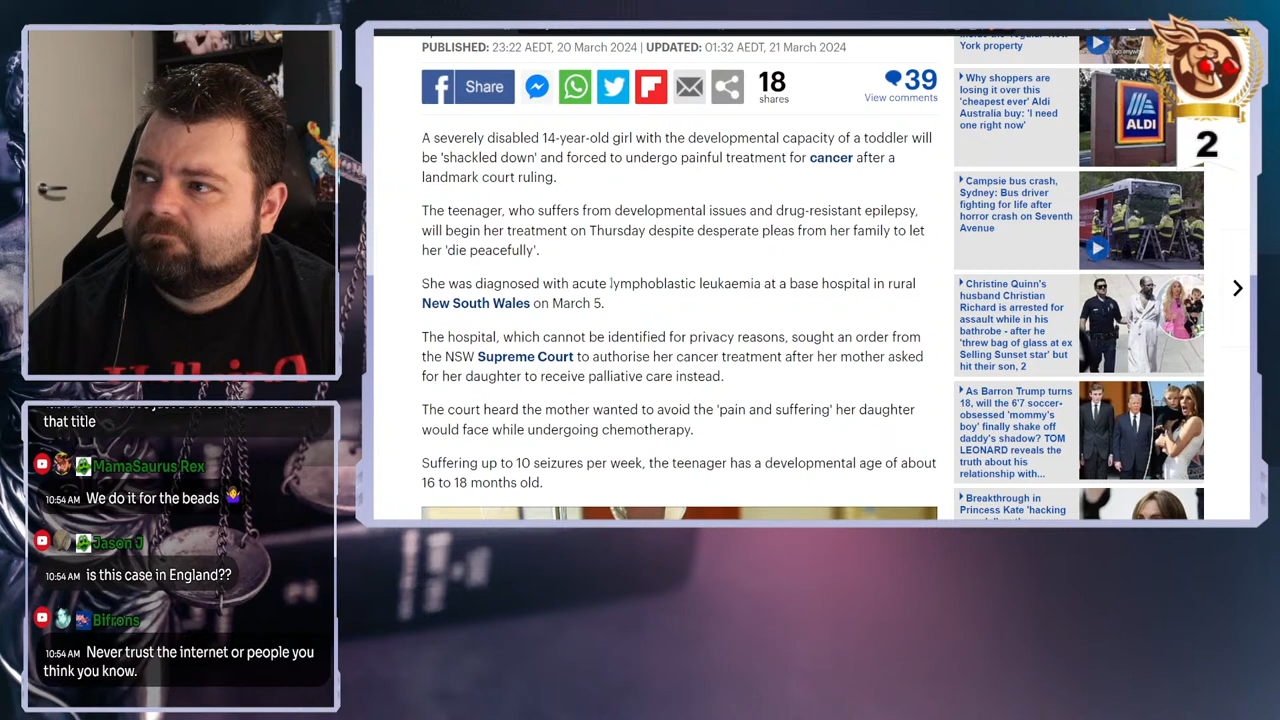 PUBLISHED: 23:22 AEDT, 20 March 2024 | UPDATED: 01:32 AEDT, 21 March 2024
Share
18
shares
39
View comments
A severely disabled 14-year-old girl with the developmental capacity of a toddler will
be 'shackled down' and forced to undergo painful treatment for cancer after a
landmark court ruling.
The teenager, who suffers from developmental issues and drug-resistant epilepsy,
will begin her treatment on Thursday despite desperate pleas from her family to let
her 'die peacefully'.
She was diagnosed with acute lymphoblastic leukaemia at a base hospital in rural
New South Wales on March 5.
The hospital, which cannot be identified for privacy reasons, sought an order from
the NSW Supreme Court to authorise her cancer treatment after her mother asked
for her daughter to receive palliative care instead.
The court heard the mother wanted to avoid the 'pain and suffering' her daughter
would face while undergoing chemotherapy.
Suffering up to 10 seizures per week, the teenager has a developmental age of about
16 to 18 months old.
York property
Why shoppers are
losing it over this
'cheapest ever' Aldi
Australia buy: 'I need
one right now'
ALDI
Campsie bus crash,
Sydney: Bus driver
fighting for life after
horror crash on Seventh
Avenue
Christine Quinn's
husband Christian
Richard is arrested for
assault while in his
bathrobe - after he
'threw bag of glass at ex
Selling Sunset star' but
hit their son, 2
As Barron Trump turns
18, will the 6'7 soccer-
obsessed 'mommy's
boy' finally shake off
daddy's shadow? TOM
LEONARD reveals the
truth about his
relationship with...
Breakthrough in
Princess Kate 'hacking
2
that title
MamaSaurus Rex
10:54 AM We do it for the beads
Jason J
10:54 AM is this case in England??
Bifrons
10:54 AM Never trust the internet or people you
think you know.